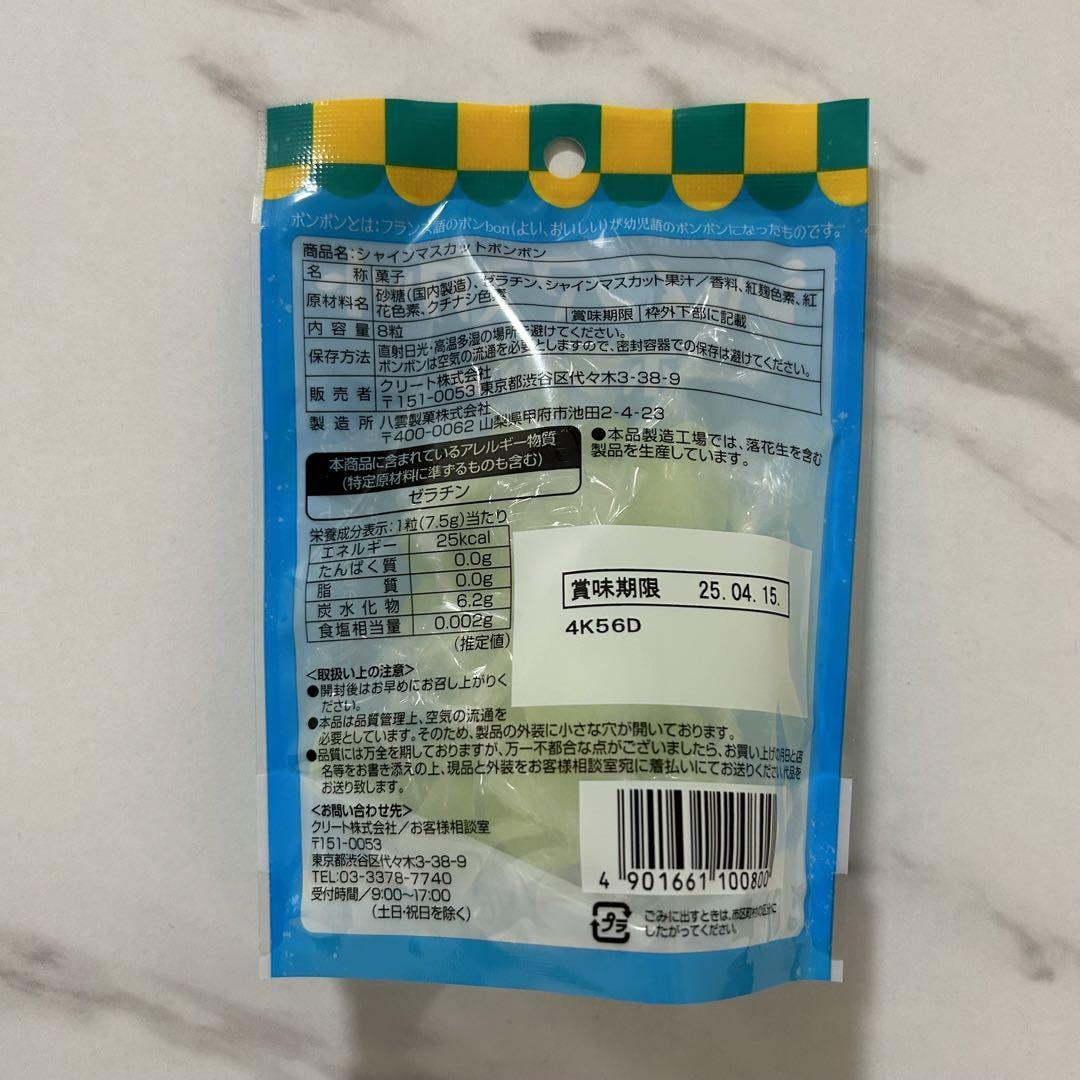 ボンボンとは:フランス語のボンbon(よい、おいしい)が幼児語のボンボンになったものです。
商品名:シャインマスカットボンボン
名称 菓子
原材料名 砂糖(国内製造)、ゼラチン、シャインマスカット果汁/香料、紅麹色素、紅
花色素、クチナシ色素 賞味期限 枠外下部に記載
内容量 8粒
保存方法 直射日光・高温多湿の場所を避けてください。
ボンボンは空気の流通を必要としますので、密封容器での保存は避けてください。
販売者 クリート株式会社
〒151-0053 東京都渋谷区代々木3-38-9
製造所 八雲製菓株式会社
〒400-0062 山梨県甲府市池田2-4-23
本商品に含まれているアレルギー物質
(特定原材料に準ずるものも含む)
ゼラチン
●本品製造工場では、落花生を含む
製品を生産しています。
栄養成分表示:1粒(7.5g)当たり
エネルギー 25kcal
たんぱく質 0.0g
脂質 0.0g
炭水化物 6.2g
食塩相当量 0.002g
(推定値)
賞味期限 25.04.15.
4K56D
<取扱い上の注意>
●開封後はお早めにお召し上がりく
ださい。
●本品は品質管理上、空気の流通を
必要としています。そのため、製品の外装に小さな穴が開いております。
●品質には万全を期しておりますが、万一不都合な点がございましたら、お買い上げの月日と店
名等をお書き添えの上、現品と外装をお客様相談室宛に着払いにてお送りください。代品を
お送り致します。
<お問い合わせ先>
クリート株式会社/お客様相談室
〒151-0053
東京都渋谷区代々木3-38-9
TEL:03-3378-7740
受付時間/9:00〜17:00
(土日・祝日を除く)
4 901661 100800
プラ
ごみに出すときは、市区町村の区分に
したがってください。